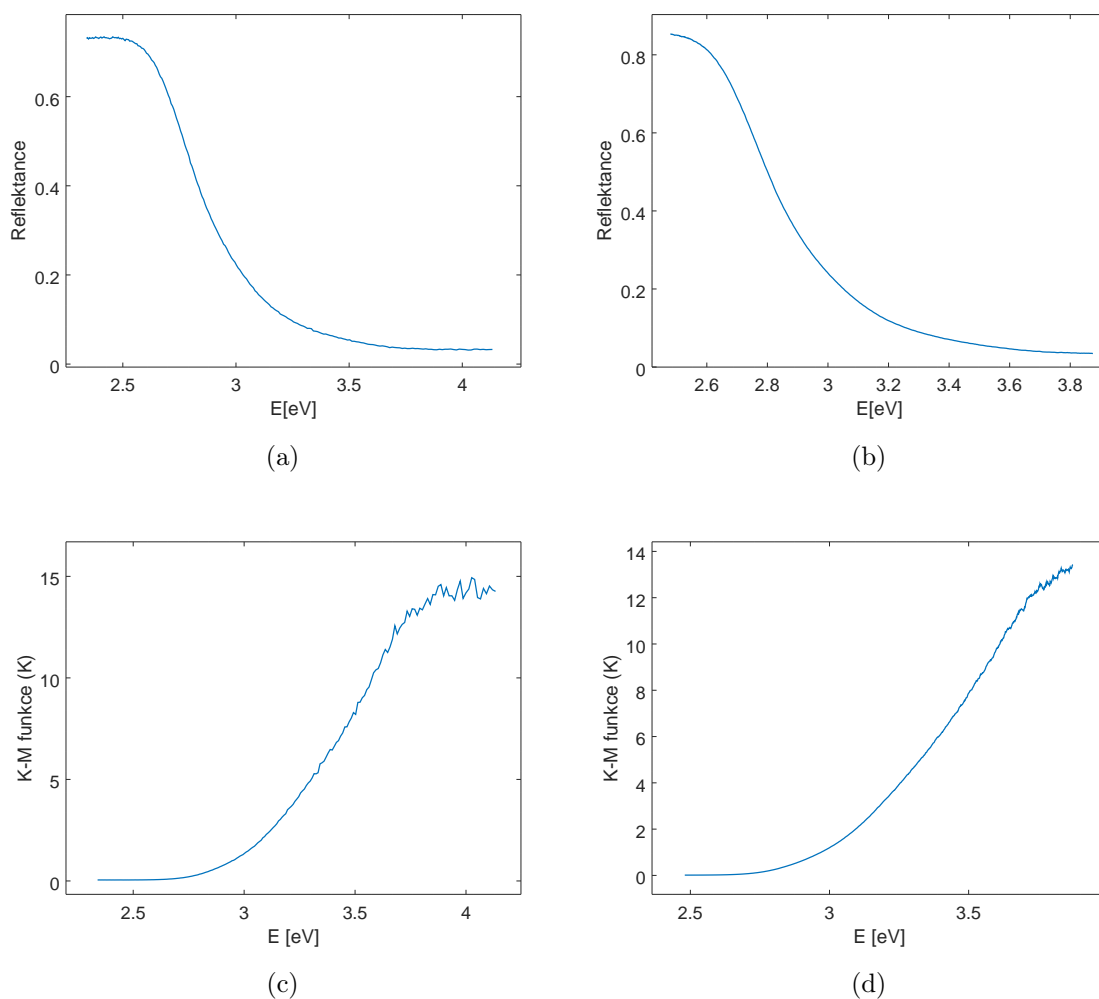 0.6
0.4
0.2
0
2.5 3 3.5 4
Reflektance
E[eV]
(a)
0.8
0.6
0.4
0.2
0
2.6 2.8 3 3.2 3.4 3.6 3.8
Reflektance
E[eV]
(b)
15
10
5
0
2.5 3 3.5 4
K-M funkce (K)
E [eV]
(c)
14
12
10
8
6
4
2
0
2.5 3 3.5
K-M funkce (K)
E [eV]
(d)